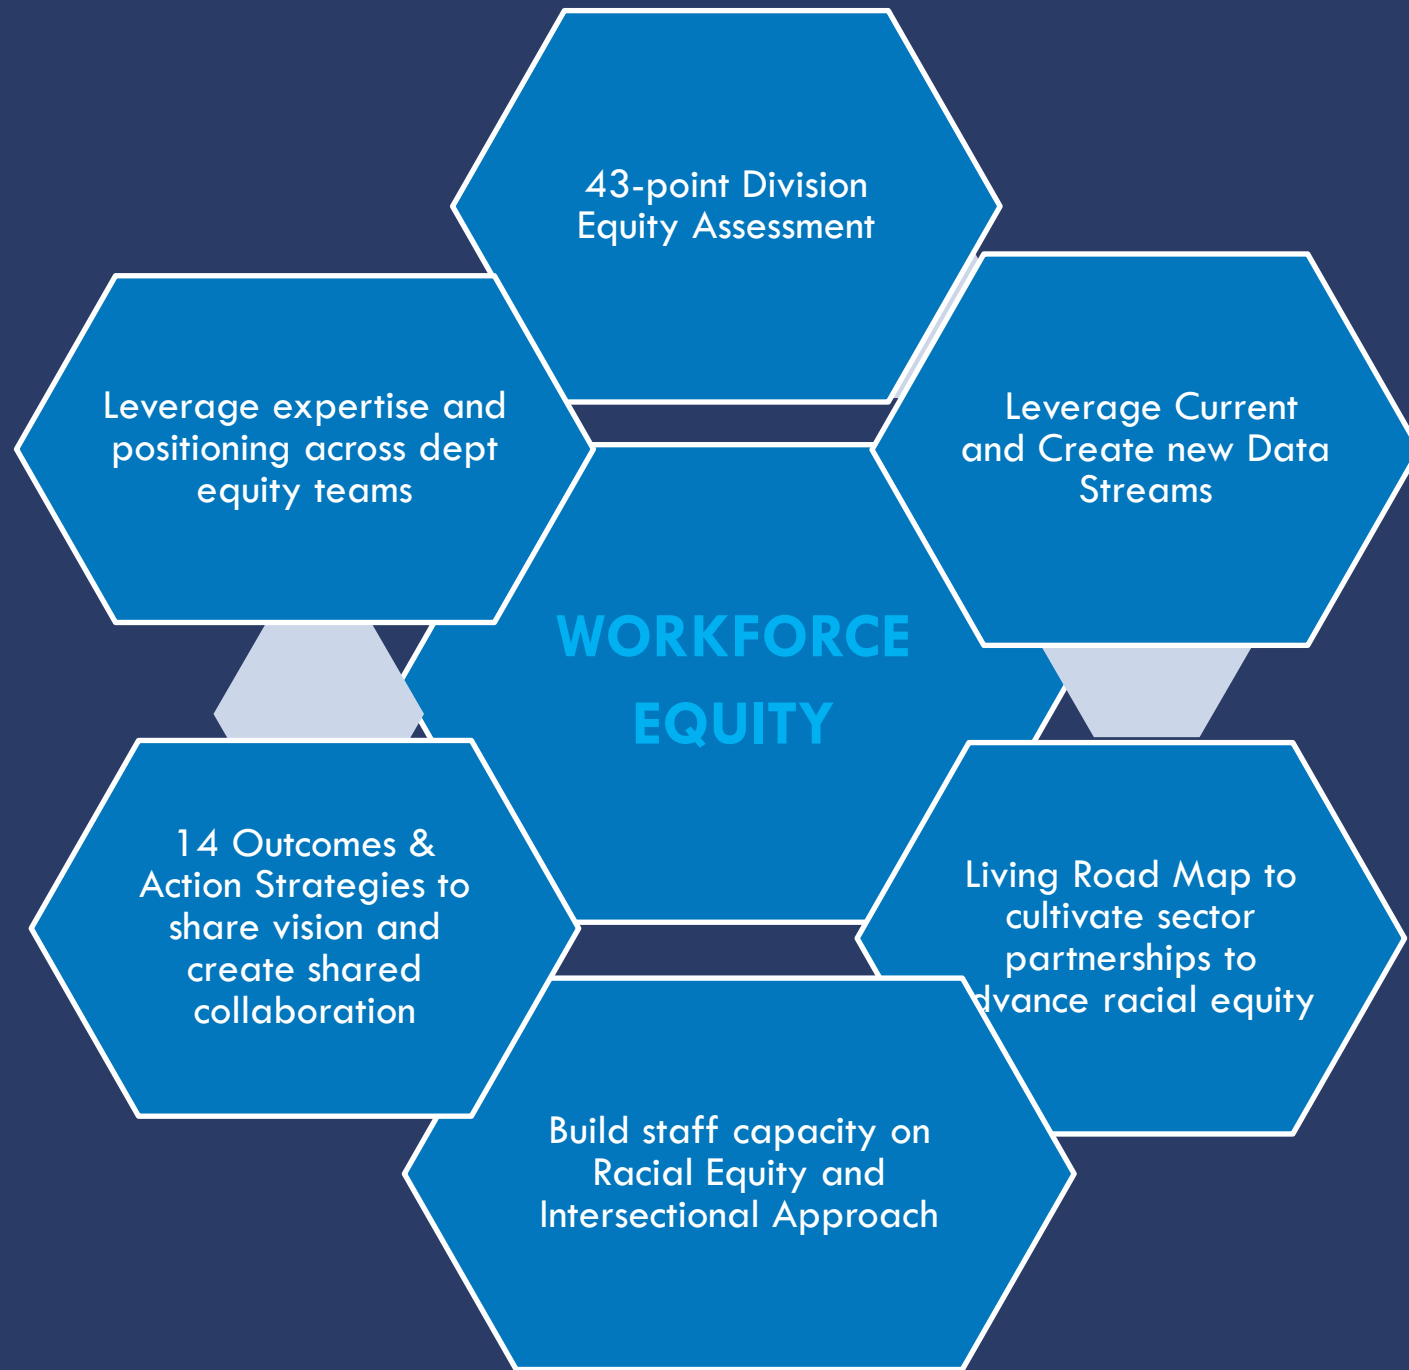 43-point Division
Equity Assessment
Leverage expertise and
positioning across dept
equity teams
Leverage Current
and Create new Data
Streams
WORKFORCE
EQUITY
14 Outcomes &
Action Strategies to
share vision and
create shared
collaboration
Living Road Map to
cultivate sector
partnerships to
dvance racial equity
Build staff capacity on
Racial Equity and
Intersectional Approach